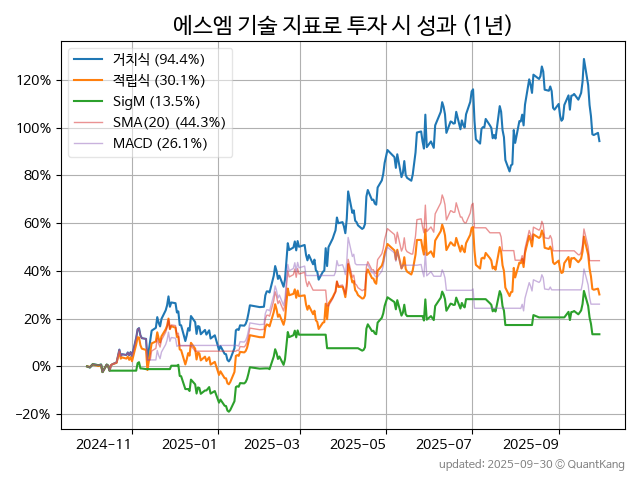 에스엠 기술 지표로 투자 시 성과 (1년)
거치식 (94.4%)
적립식 (30.1%)
SigM (13.5%)
SMA(20) (44.3%)
MACD (26.1%)
120%
100%
80%
60%
40%
20%
0%
−20%
2024-11 2025-01 2025-03 2025-05 2025-07 2025-09
updated: 2025-09-30 © QuantKang